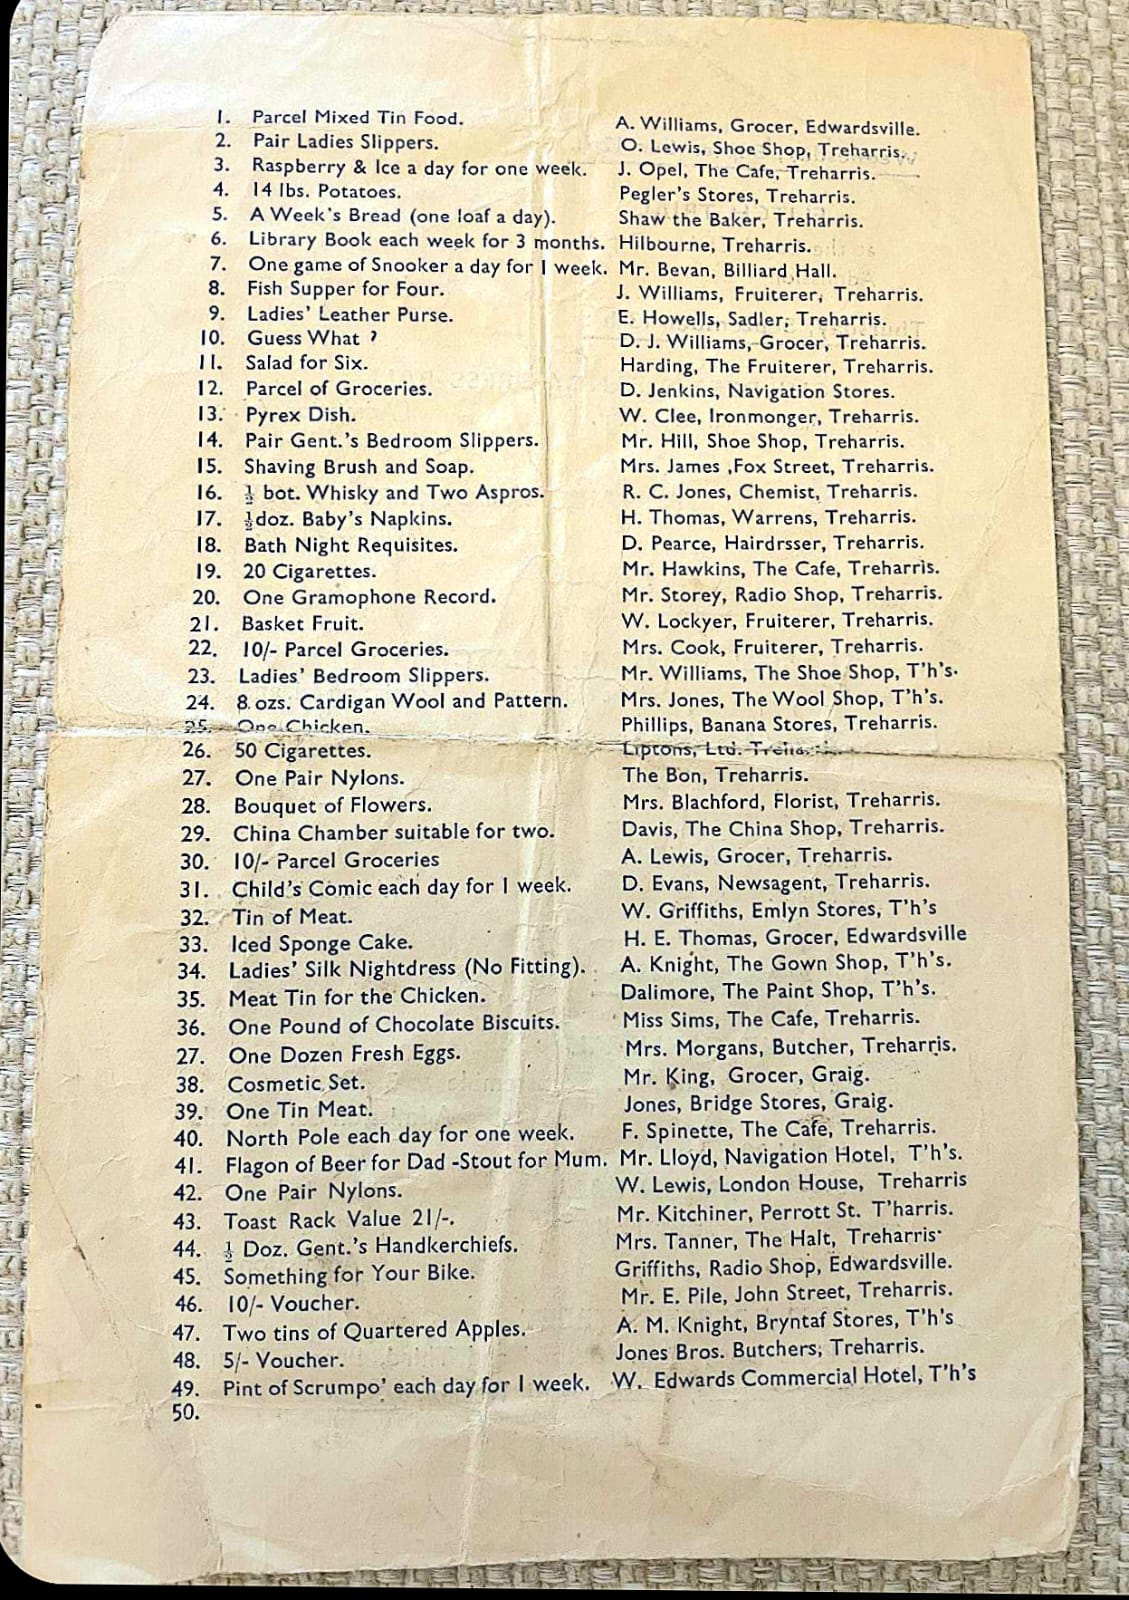 1. Parcel Mixed Tin Food. A. Williams, Grocer, Edwardsville.
2. Pair Ladies Slippers. O. Lewis, Shoe Shop, Treharris.
3. Raspberry & Ice a day for one week. J. Opel, The Cafe, Treharris.
4. 14 lbs. Potatoes. Pegler's Stores, Treharris.
5. A Week's Bread (one loaf a day). Shaw the Baker, Treharris.
6. Library Book each week for 3 months. Hilbourne, Treharris.
7. One game of Snooker a day for 1 week. Mr. Bevan, Billiard Hall.
8. Fish Supper for Four. J. Williams, Fruiterer, Treharris.
9. Ladies' Leather Purse. E. Howells, Sadler, Treharris.
10. Guess What ? D. J. Williams, Grocer, Treharris.
11. Salad for Six. Harding, The Fruiterer, Treharris.
12. Parcel of Groceries. D. Jenkins, Navigation Stores.
13. Pyrex Dish. W. Clee, Ironmonger, Treharris.
14. Pair Gent.'s Bedroom Slippers. Mr. Hill, Shoe Shop, Treharris.
15. Shaving Brush and Soap. Mrs. James ,Fox Street, Treharris.
16. ½ bot. Whisky and Two Aspros. R. C. Jones, Chemist, Treharris.
17. ½doz. Baby's Napkins. H. Thomas, Warrens, Treharris.
18. Bath Night Requisites. D. Pearce, Hairdrsser, Treharris.
19. 20 Cigarettes. Mr. Hawkins, The Cafe, Treharris.
20. One Gramophone Record. Mr. Storey, Radio Shop, Treharris.
21. Basket Fruit. W. Lockyer, Fruiterer, Treharris.
22. 10/- Parcel Groceries. Mrs. Cook, Fruiterer, Treharris.
23. Ladies' Bedroom Slippers. Mr. Williams, The Shoe Shop, T'h's.
24. 8 ozs. Cardigan Wool and Pattern. Mrs. Jones, The Wool Shop, T'h's.
25. One Chicken. Phillips, Banana Stores, Treharris.
26. 50 Cigarettes. Liptons, Ltd. Treharris.
27. One Pair Nylons. The Bon, Treharris.
28. Bouquet of Flowers. Mrs. Blachford, Florist, Treharris.
29. China Chamber suitable for two. Davis, The China Shop, Treharris.
30. 10/- Parcel Groceries A. Lewis, Grocer, Treharris.
31. Child's Comic each day for 1 week. D. Evans, Newsagent, Treharris.
32. Tin of Meat. W. Griffiths, Emlyn Stores, T'h's
33. Iced Sponge Cake. H. E. Thomas, Grocer, Edwardsville
34. Ladies' Silk Nightdress (No Fitting). A. Knight, The Gown Shop, T'h's.
35. Meat Tin for the Chicken. Dalimore, The Paint Shop, T'h's.
36. One Pound of Chocolate Biscuits. Miss Sims, The Cafe, Treharris.
27. One Dozen Fresh Eggs. Mrs. Morgans, Butcher, Treharris.
38. Cosmetic Set. Mr. King, Grocer, Graig.
39. One Tin Meat. Jones, Bridge Stores, Graig.
40. North Pole each day for one week. F. Spinette, The Cafe, Treharris.
41. Flagon of Beer for Dad -Stout for Mum. Mr. Lloyd, Navigation Hotel, T'h's.
42. One Pair Nylons. W. Lewis, London House, Treharris
43. Toast Rack Value 21/-. Mr. Kitchiner, Perrott St. T'harris.
44. ½ Doz. Gent.'s Handkerchiefs. Mrs. Tanner, The Halt, Treharris.
45. Something for Your Bike. Griffiths, Radio Shop, Edwardsville.
46. 10/- Voucher. Mr. E. Pile, John Street, Treharris.
47. Two tins of Quartered Apples. A. M. Knight, Bryntaf Stores, T'h's
48. 5/- Voucher. Jones Bros. Butchers, Treharris.
49. Pint of Scrumpo' each day for 1 week. W. Edwards Commercial Hotel, T'h's
50.